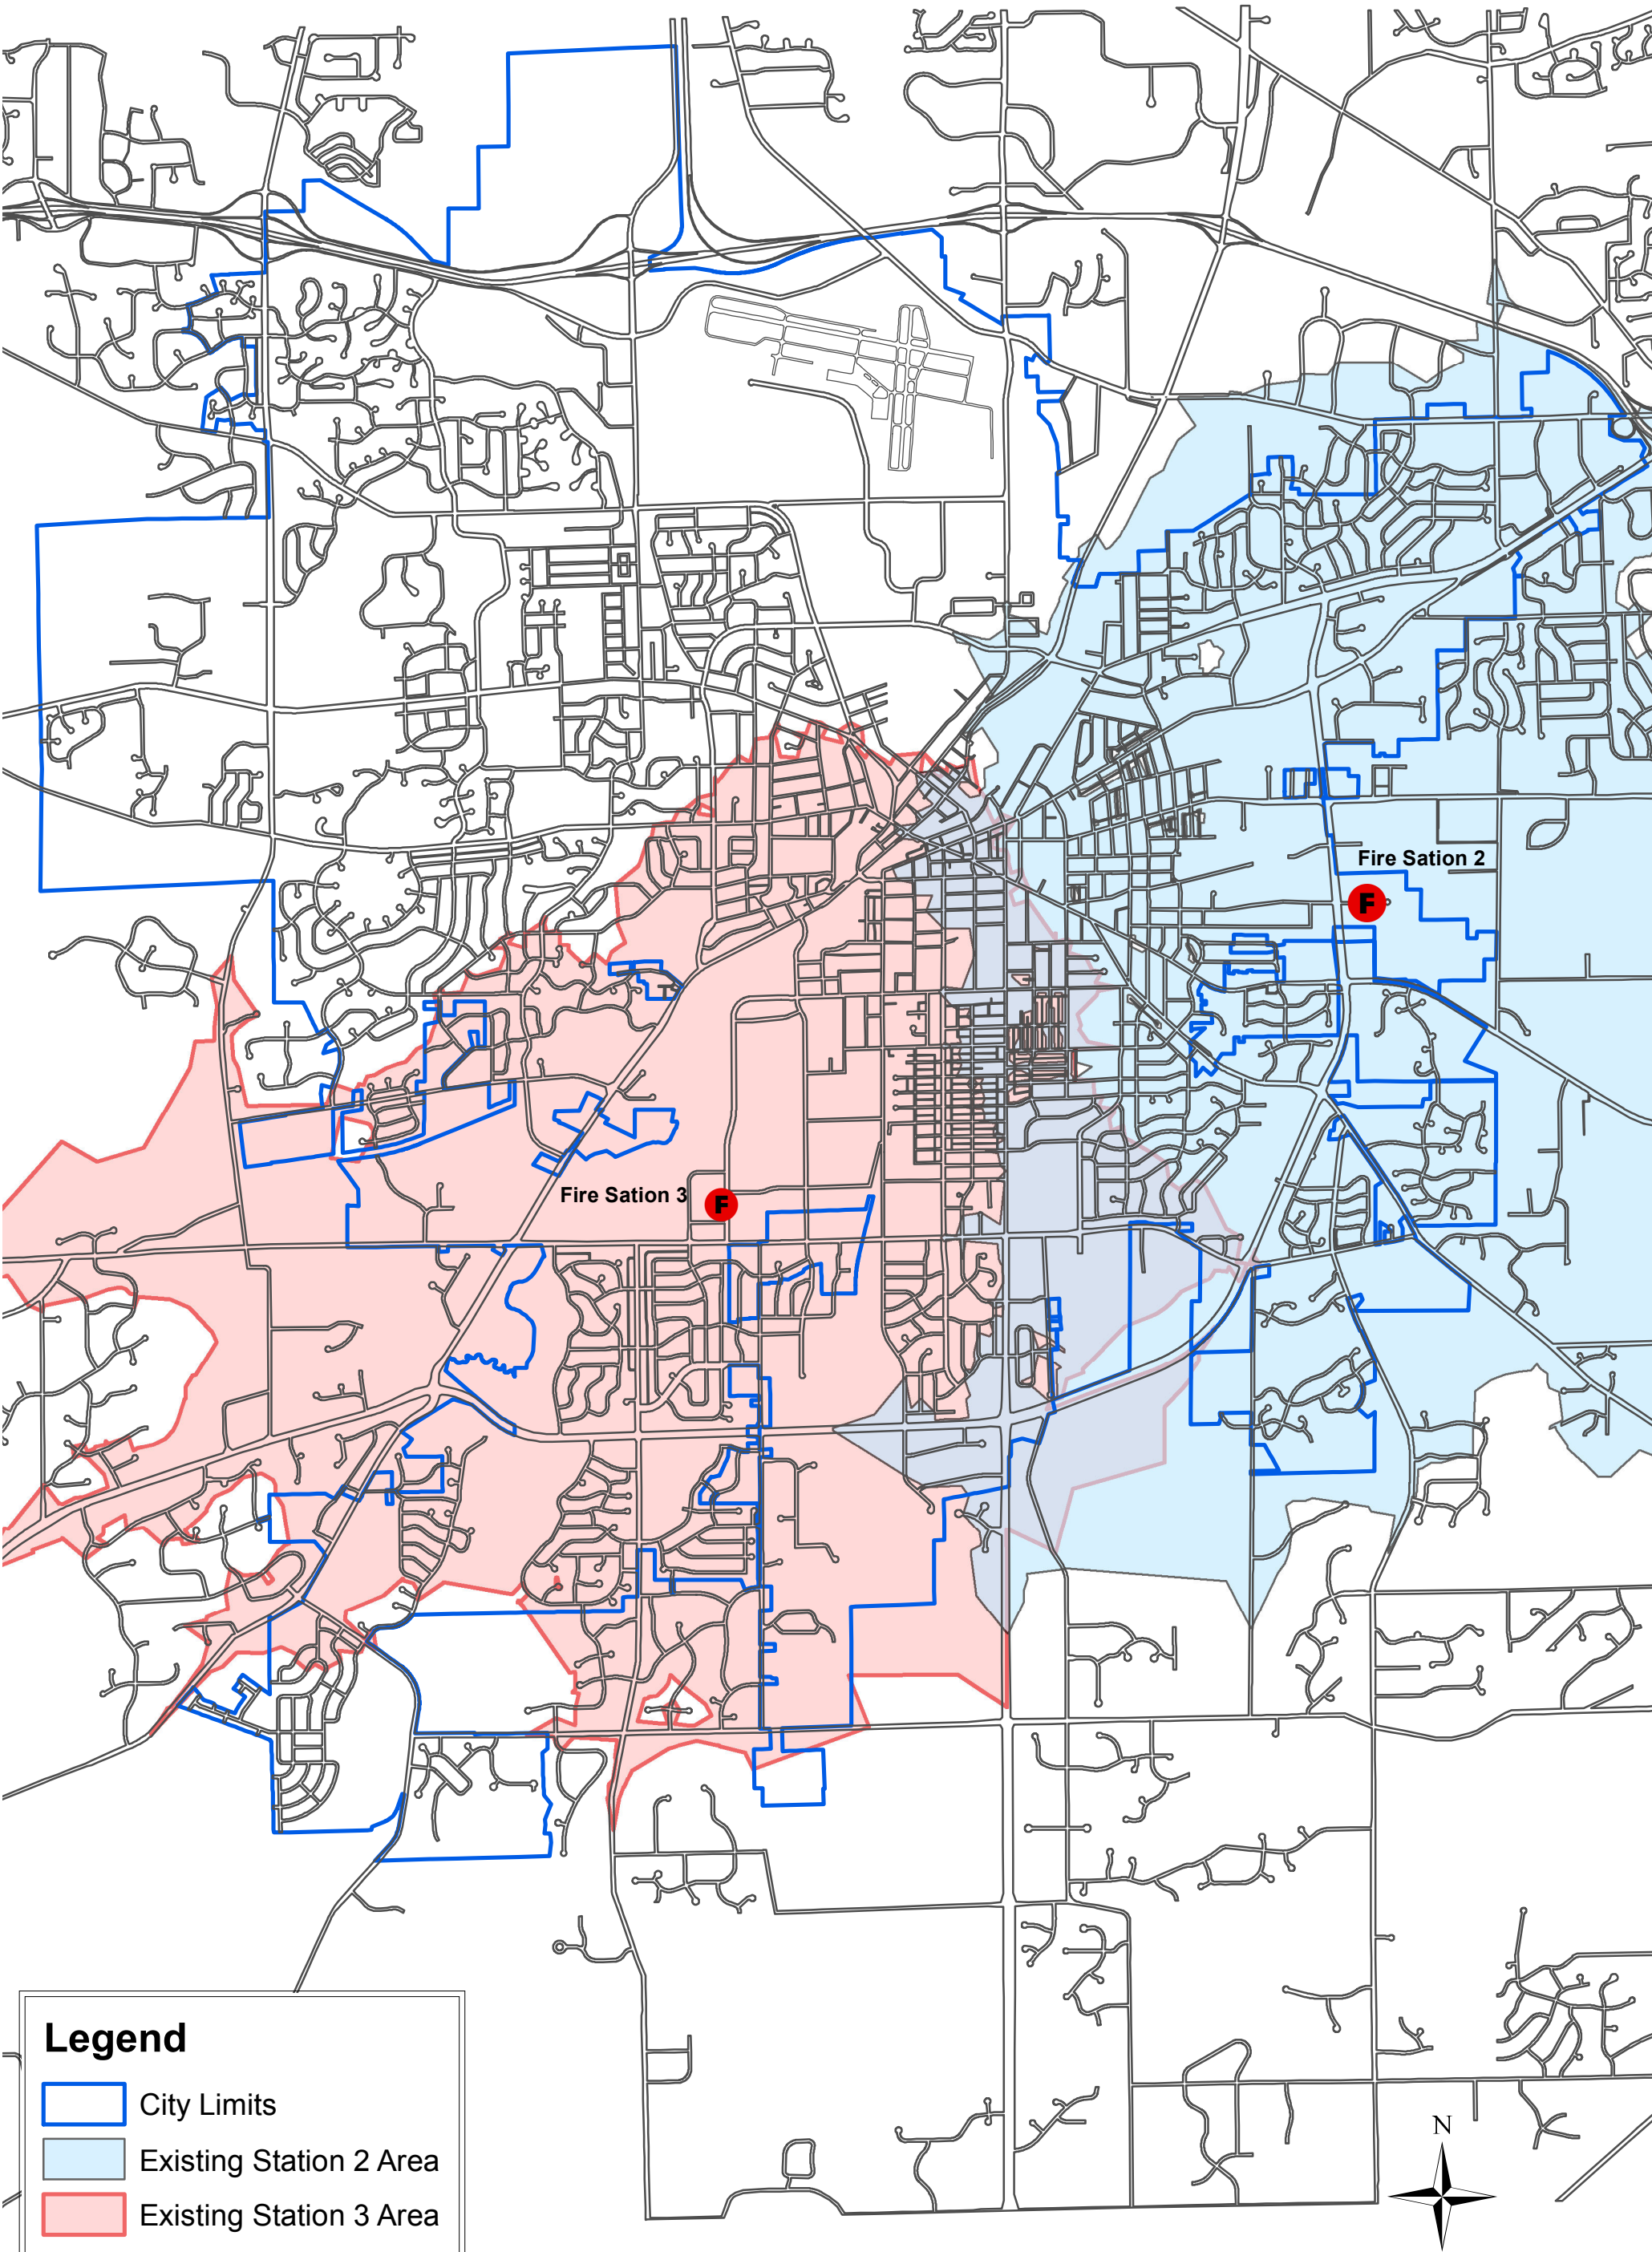 Fire Sation 2
F
Fire Sation 3
F
Legend
City Limits
Existing Station 2 Area
Existing Station 3 Area
N